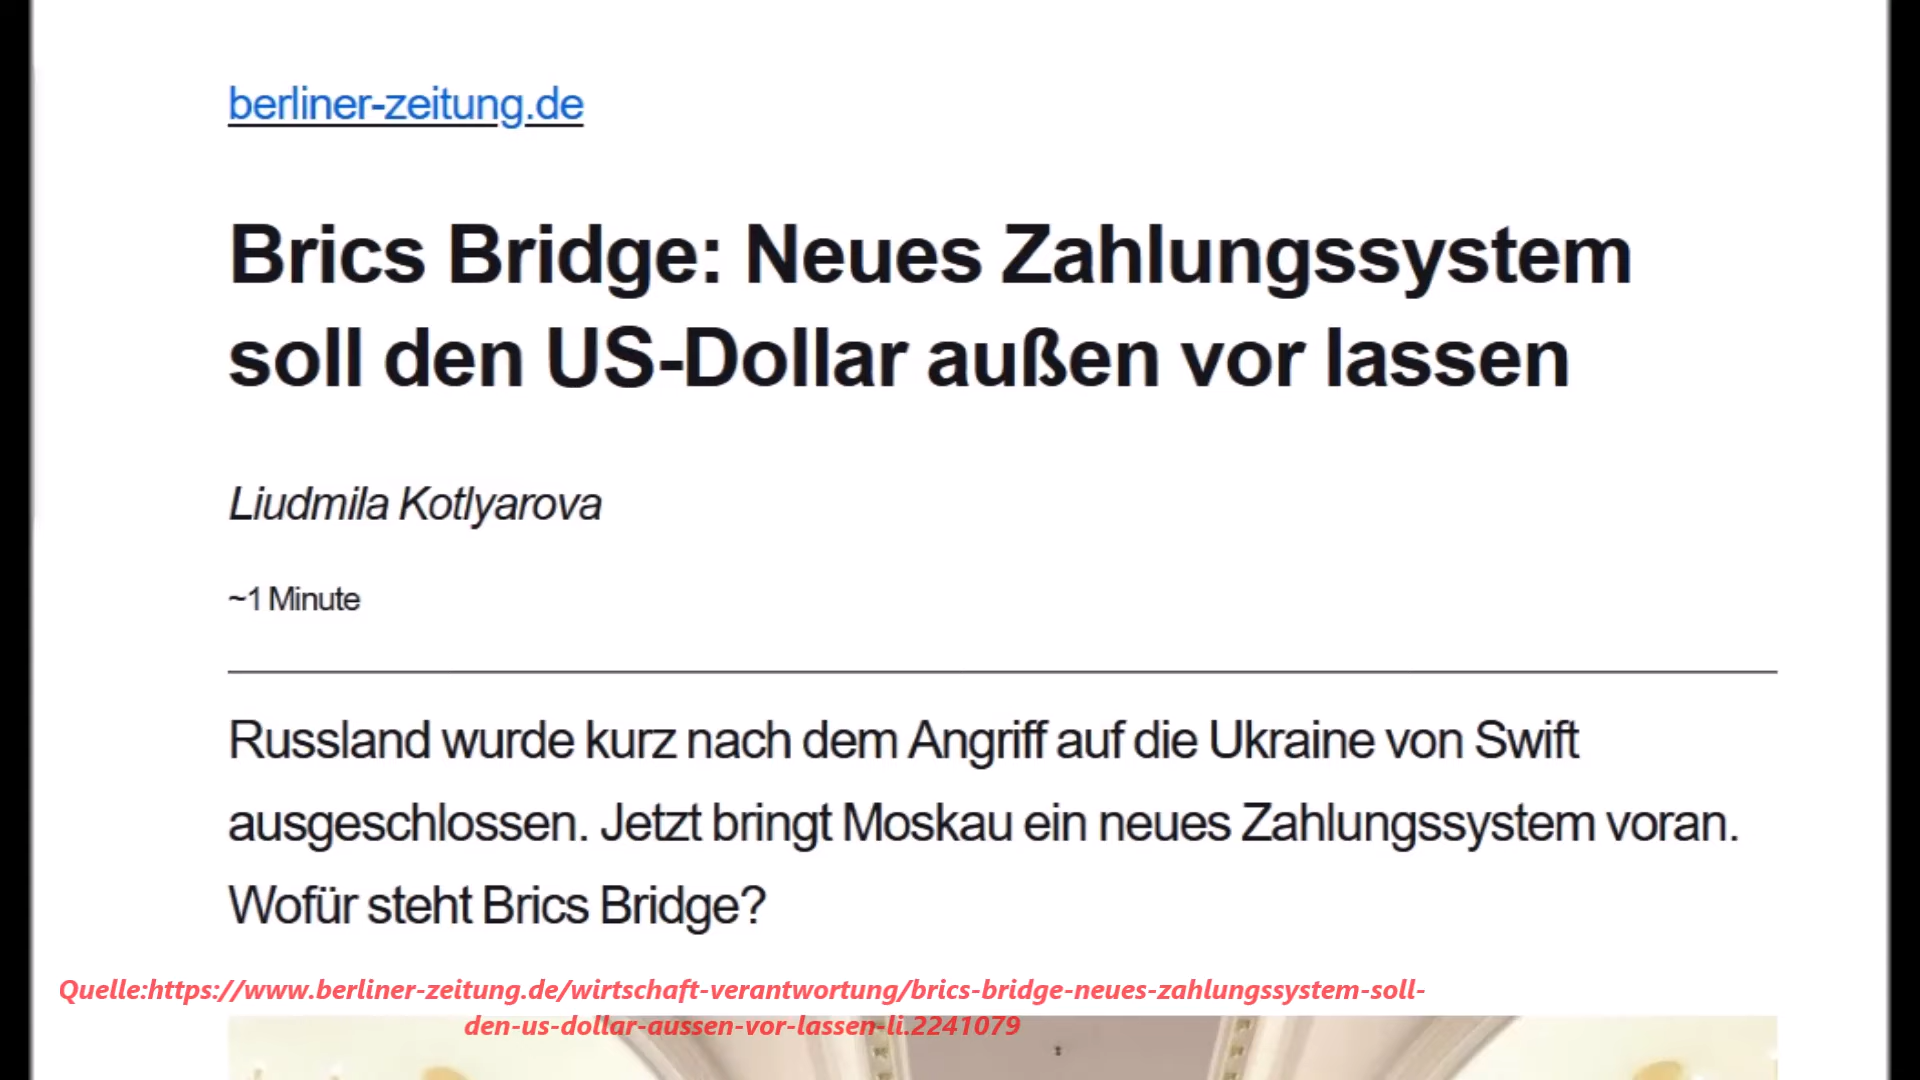 berliner-zeitung.de
Brics Bridge: Neues Zahlungssystem
soll den US-Dollar außen vor lassen
Liudmila Kotlyarova
~1 Minute
Russland wurde kurz nach dem Angriff auf die Ukraine von Swift
ausgeschlossen. Jetzt bringt Moskau ein neues Zahlungssystem voran.
Wofür steht Brics Bridge?
Quelle:https://www.berliner-zeitung.de/wirtschaft-verantwortung/brics-bridge-neues-zahlungssystem-soll-
den-us-dollar-aussen-vor-lassen-li.2241079